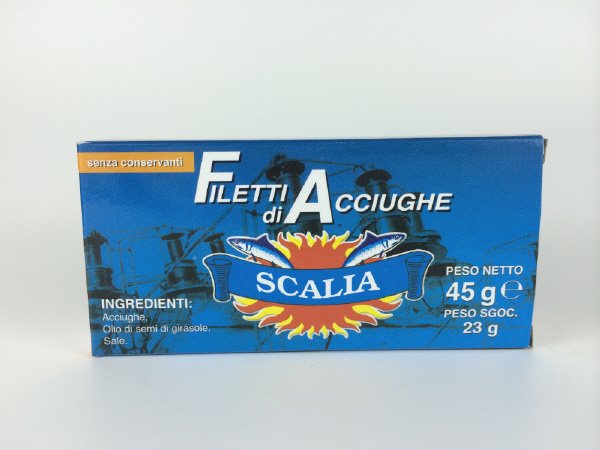 senza conservanti
FILETTI
di ACCIUGHE
SCALIA
INGREDIENTI:
Acciughe,
Olio di semi di girasole,
Sale.
PESO NETTO
45 g ℮
PESO SGOC.
23 g